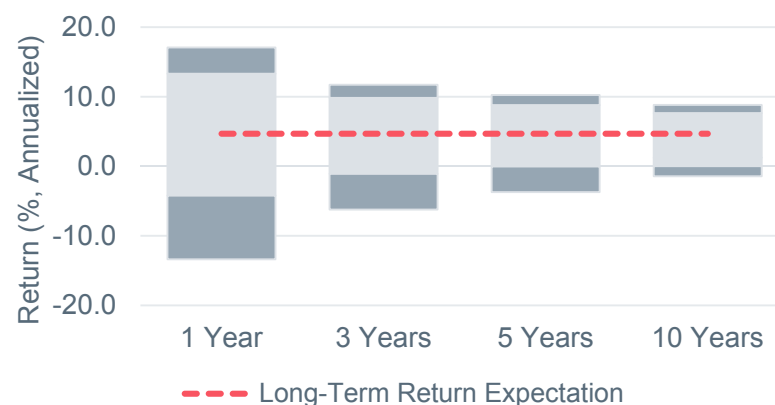 Return (%, Annualized)
20.0
10.0
0.0
-10.0
-20.0
1 Year 3 Years 5 Years 10 Years
Long-Term Return Expectation